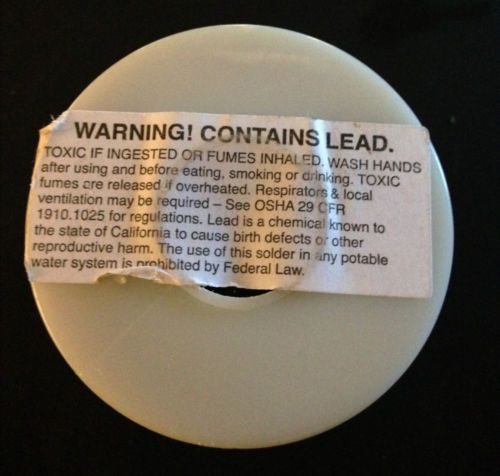 WARNING! CONTAINS LEAD.
TOXIC IF INGESTED OR FUMES INHALED. WASH HANDS
after using and before eating, smoking or drinking. TOXIC
fumes are released if overheated. Respirators & local
ventilation may be required – See OSHA 29 CFR
1910.1025 for regulations. Lead is a chemical known to
the state of California to cause birth defects or other
reproductive harm. The use of this solder in any potable
water system is prohibited by Federal Law.